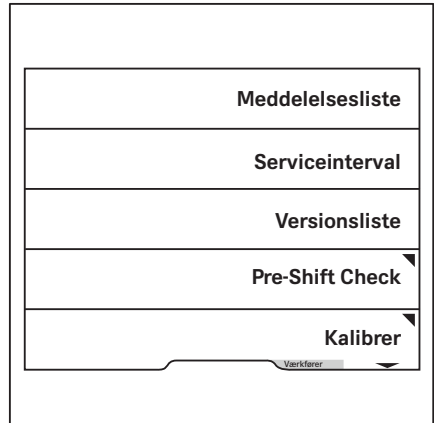 Meddelelsesliste
Serviceinterval
Versionsliste
Pre-Shift Check
Kalibrer
Værkfører